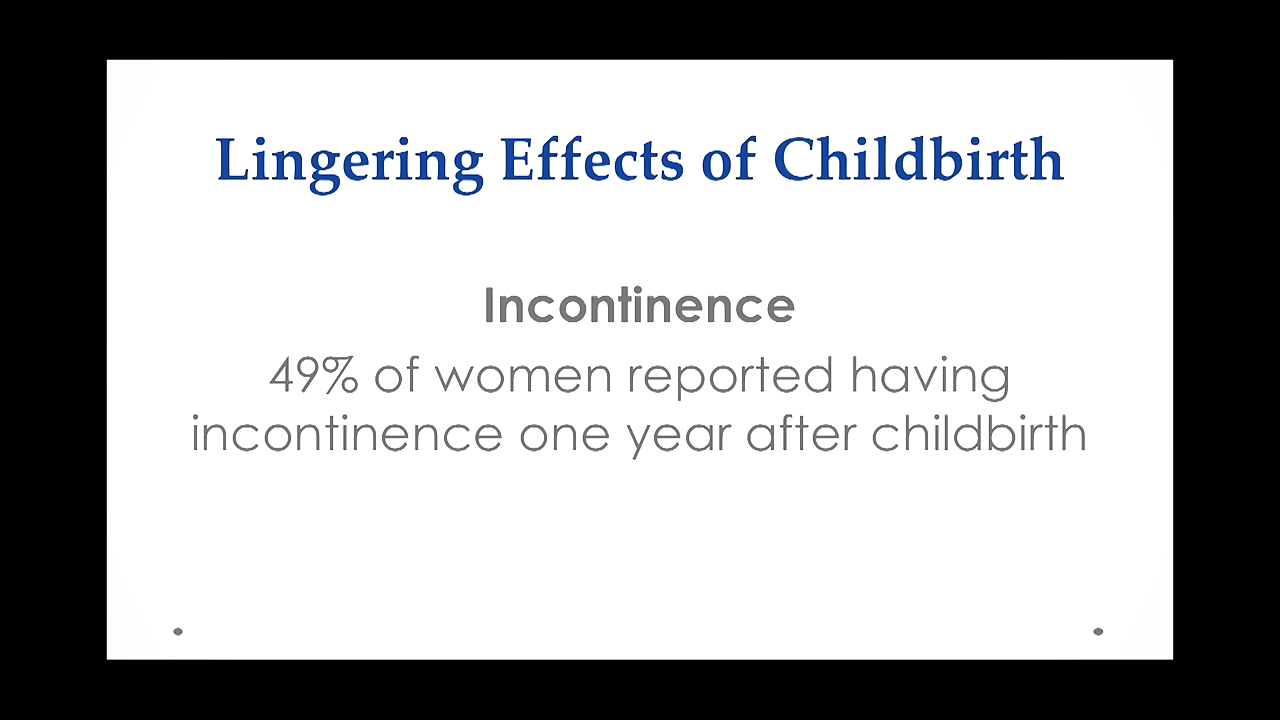 Lingering Effects of Childbirth
Incontinence
49% of women reported having
incontinence one year after childbirth